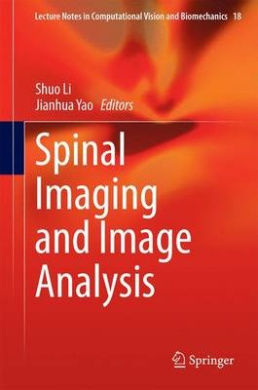 Lecture Notes in Computational Vision and Biomechanics 18
Shuo Li
Jianhua Yao Editors
Spinal
Imaging
and Image
Analysis
Springer